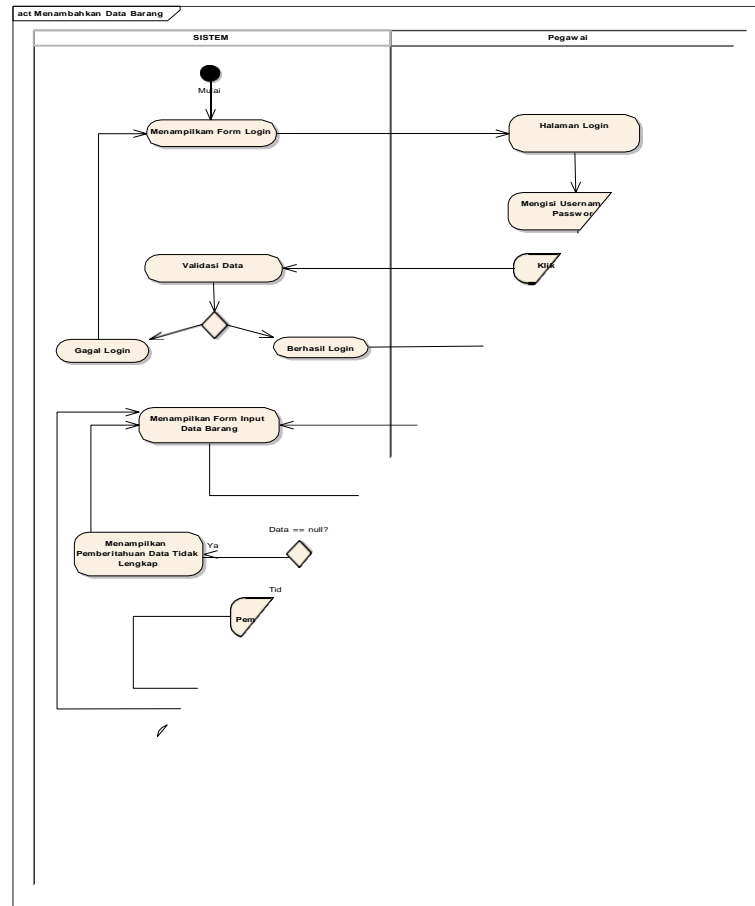 act Menambahkan Data Barang
SISTEM
Pegawai
Mulai
Menampilkam Form Login
Halaman Login
Mengisi Usernam
Passwor
Validasi Data
Klik
Gagal Login
Berhasil Login
Menampilkan Form Input
Data Barang
Data == null?
Menampilkan
Pemberitahuan Data Tidak
Lengkap
Ya
Tid
Pem